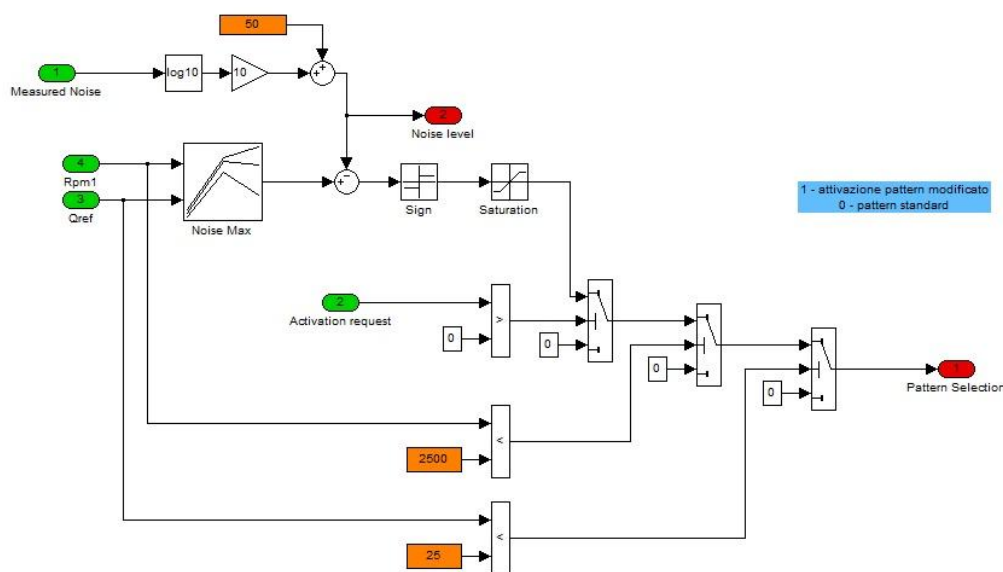 50
1
Measured Noise
log10
10
+
+
2
Noise level
4
Rpm1
3
Qref
Noise Max
+
−
Sign
Saturation
1 - attivazione pattern modificato
0 - pattern standard
2
Activation request
>
0
0
0
0
1
Pattern Selection
<
2500
<
25